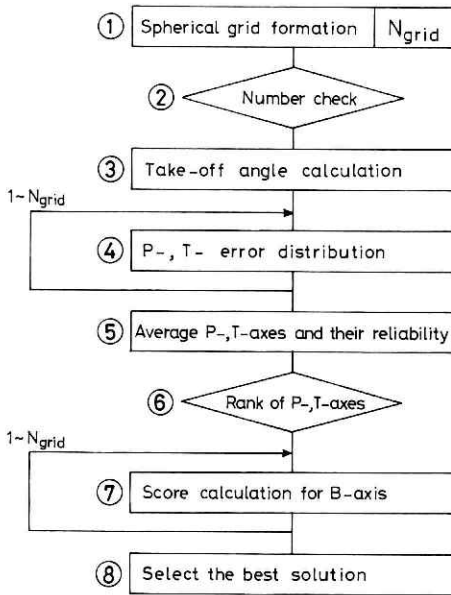 ① Spherical grid formation N_grid
② Number check
③ Take-off angle calculation
1~N_grid
④ P-, T- error distribution
⑤ Average P-,T-axes and their reliability
⑥ Rank of P-,T-axes
1~N_grid
⑦ Score calculation for B-axis
⑧ Select the best solution